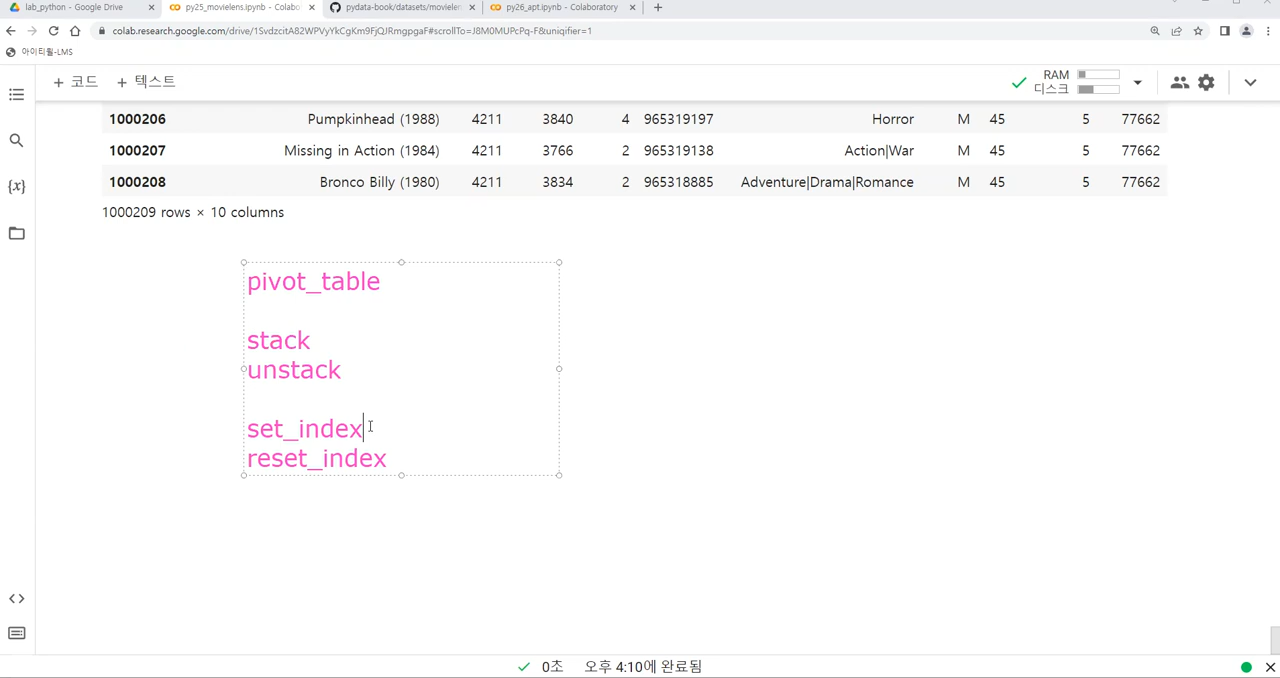 lab_python - Google Drive
py25_movielens.ipynb - Colabo
pydata-book/datasets/movielen
py26_apt.ipynb - Colaboratory
colab.research.google.com/drive/1SvdzcitA82WPVyYkCgKm9FjQJRmgpgaF#scrollTo=J8M0MUPcPq-F&uniqifier=1
아이티윌-LMS
+ 코드 + 텍스트
RAM
디스크
1000206 Pumpkinhead (1988) 4211 3840 4 965319197 Horror M 45 5 77662
1000207 Missing in Action (1984) 4211 3766 2 965319138 Action|War M 45 5 77662
1000208 Bronco Billy (1980) 4211 3834 2 965318885 Adventure|Drama|Romance M 45 5 77662
1000209 rows × 10 columns
pivot_table
stack
unstack
set_index
reset_index
{x}
0초 오후 4:10에 완료됨